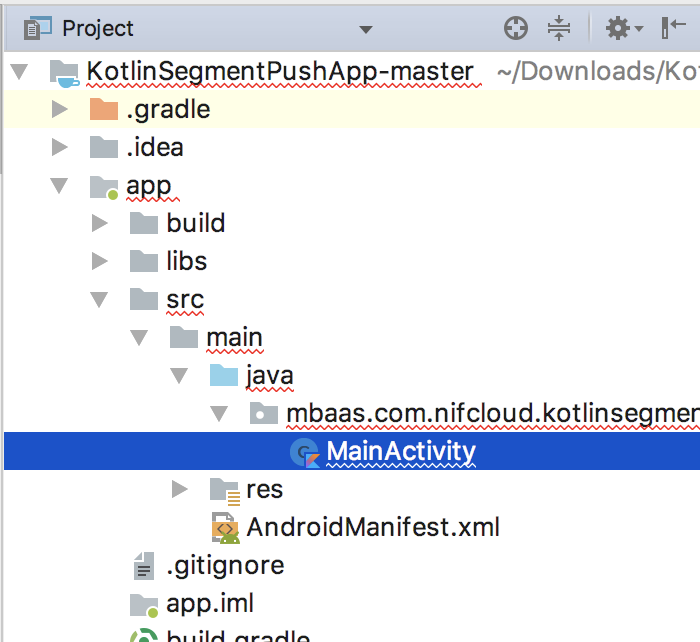 Project
KotlinSegmentPushApp-master ~/Downloads/Kot
.gradle
.idea
app
build
libs
src
main
java
mbaas.com.nifcloud.kotlinsegmen
MainActivity
res
AndroidManifest.xml
.gitignore
app.iml
build.gradle